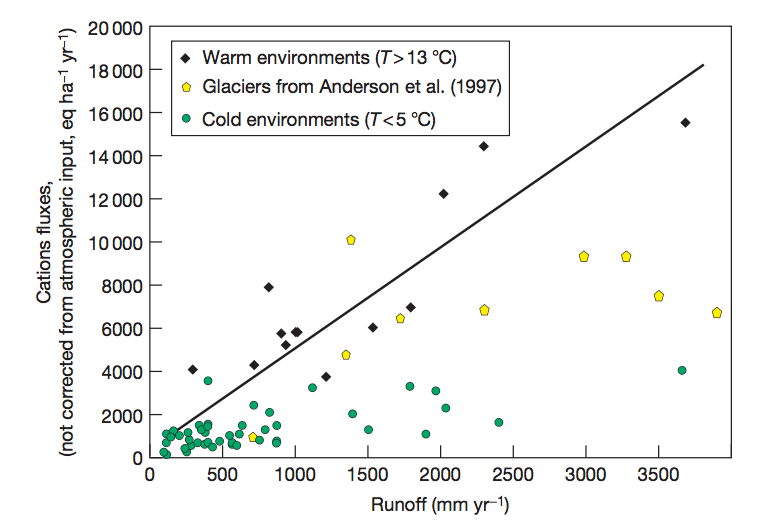 20 000
18 000
16 000
14 000
12 000
10 000
8000
6000
4000
2000
0
Cations fluxes,
(not corrected from atmospheric input, eq ha⁻¹ yr⁻¹)
Warm environments (T > 13 °C)
Glaciers from Anderson et al. (1997)
Cold environments (T < 5 °C)
0 500 1000 1500 2000 2500 3000 3500
Runoff (mm yr⁻¹)